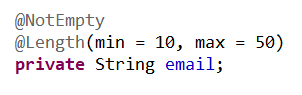 @NotEmpty
@Length(min = 10, max = 50)
private String email;